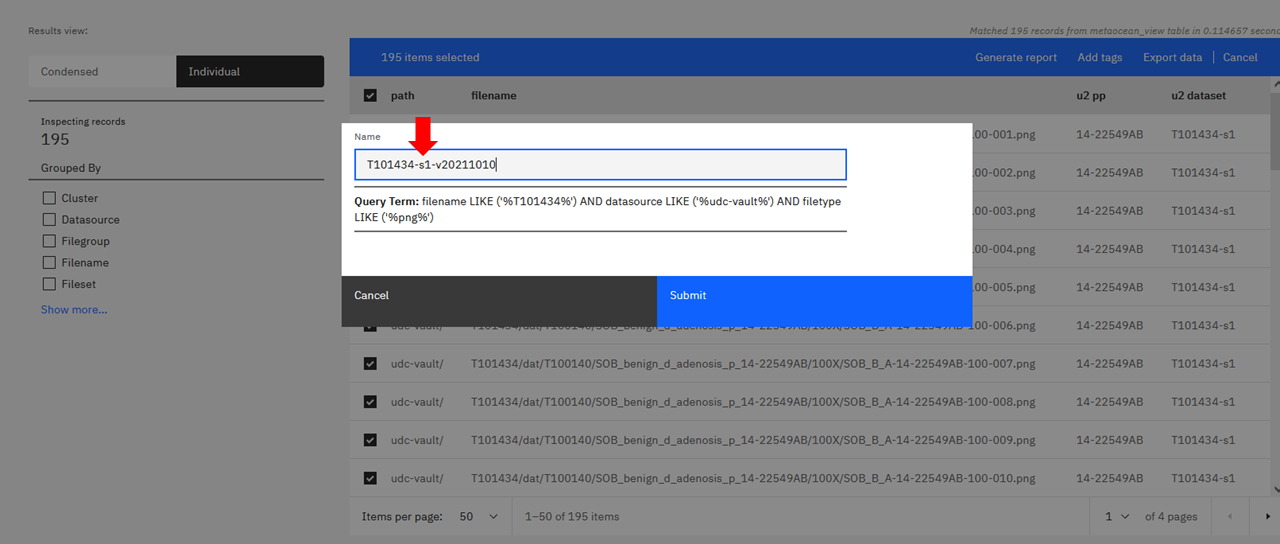 Results view:
Matched 195 records from metaocean_view table in 0.114657 secon
Condensed
Individual
195 items selected
Generate report Add tags Export data | Cancel
path filename u2 pp u2 dataset
Inspecting records
195
Grouped By
Cluster
Datasource
Filegroup
Filename
Fileset
Show more...
Name
T101434-s1-v20211010
Query Term: filename LIKE ('%T101434%') AND datasource LIKE ('%udc-vault%') AND filetype
LIKE ('%png%')
Cancel
Submit
00-001.png 14-22549AB T101434-s1
00-002.png 14-22549AB T101434-s1
00-003.png 14-22549AB T101434-s1
00-004.png 14-22549AB T101434-s1
00-005.png 14-22549AB T101434-s1
udc-vault/ T101434/dat/T100140/SOB_benign_d_adenosis_p_14-22549AB/100X/SOB_B_A-14-22549AB-100-006.png 14-22549AB T101434-s1
udc-vault/ T101434/dat/T100140/SOB_benign_d_adenosis_p_14-22549AB/100X/SOB_B_A-14-22549AB-100-007.png 14-22549AB T101434-s1
udc-vault/ T101434/dat/T100140/SOB_benign_d_adenosis_p_14-22549AB/100X/SOB_B_A-14-22549AB-100-008.png 14-22549AB T101434-s1
udc-vault/ T101434/dat/T100140/SOB_benign_d_adenosis_p_14-22549AB/100X/SOB_B_A-14-22549AB-100-009.png 14-22549AB T101434-s1
udc-vault/ T101434/dat/T100140/SOB_benign_d_adenosis_p_14-22549AB/100X/SOB_B_A-14-22549AB-100-010.png 14-22549AB T101434-s1
Items per page: 50 1–50 of 195 items 1 of 4 pages